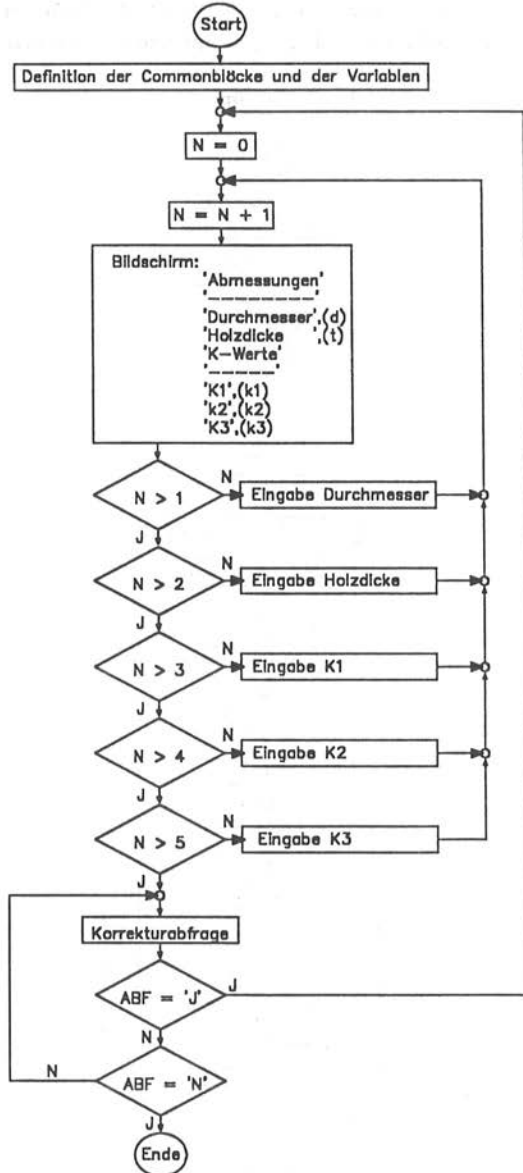 Start
Definition der Commonblöcke und der Variablen
N = 0
N = N + 1
Bildschirm:
'Abmessungen'
'-----------'
'Durchmesser',(d)
'Holzdicke ',(t)
'K-Werte'
'------'
'K1',(k1)
'k2',(k2)
'K3',(k3)
N > 1
N
Eingabe Durchmesser
J
N > 2
N
Eingabe Holzdicke
J
N > 3
N
Eingabe K1
J
N > 4
N
Eingabe K2
J
N > 5
N
Eingabe K3
J
Korrekturabfrage
ABF = 'J'
J
N
ABF = 'N'
N
J
Ende